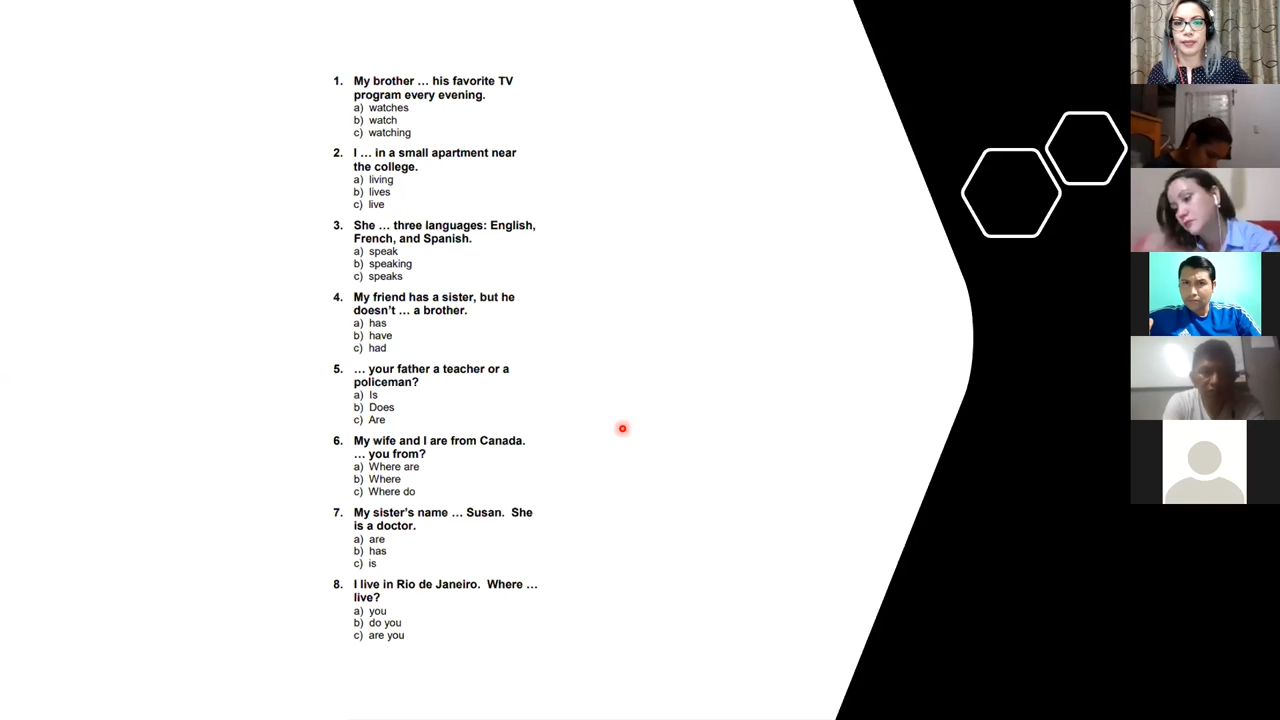 1. My brother … his favorite TV
program every evening.
a) watches
b) watch
c) watching
2. I … in a small apartment near
the college.
a) living
b) lives
c) live
3. She … three languages: English,
French, and Spanish.
a) speak
b) speaking
c) speaks
4. My friend has a sister, but he
doesn’t … a brother.
a) has
b) have
c) had
5. … your father a teacher or a
policeman?
a) Is
b) Does
c) Are
6. My wife and I are from Canada.
… you from?
a) Where are
b) Where
c) Where do
7. My sister’s name … Susan. She
is a doctor.
a) are
b) has
c) is
8. I live in Rio de Janeiro. Where …
live?
a) you
b) do you
c) are you